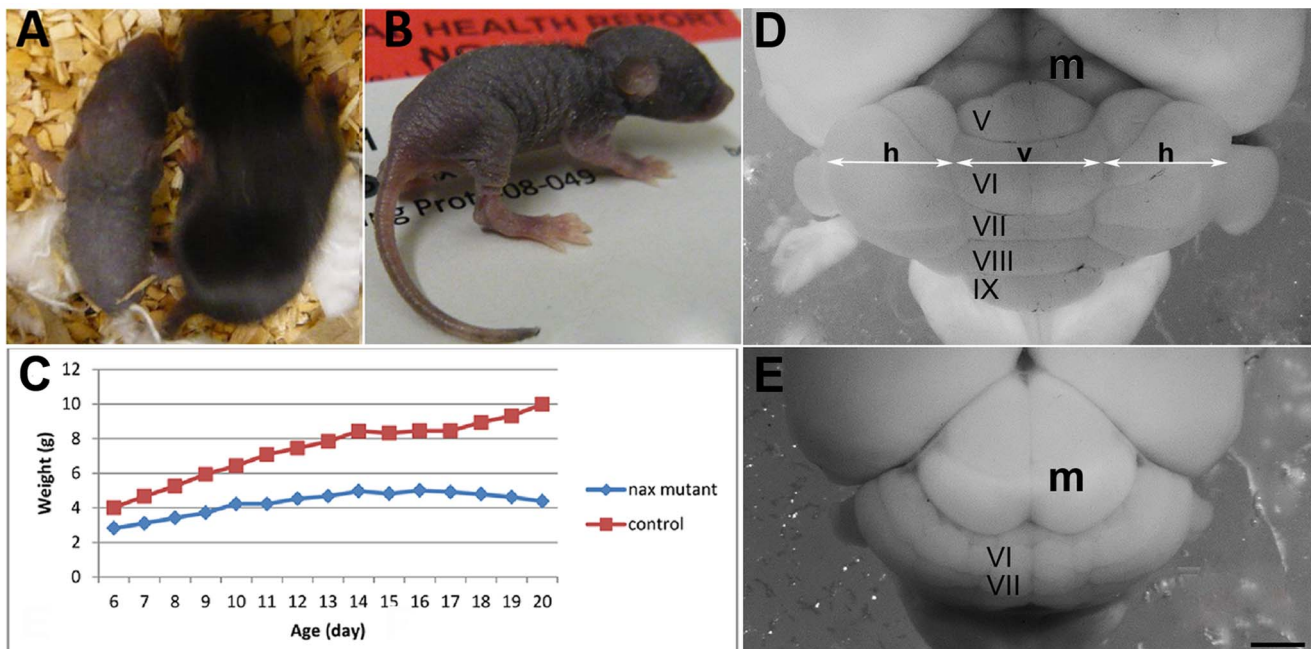 A
B
AL HEALTH REPORT
NO
ng Prot 08-049
C
12
10
8
6
4
2
0
Weight (g)
6 7 8 9 10 11 12 13 14 15 16 17 18 19 20
Age (day)
nax mutant
control
D
m
V
h v h
VI
VII
VIII
IX
E
m
VI
VII